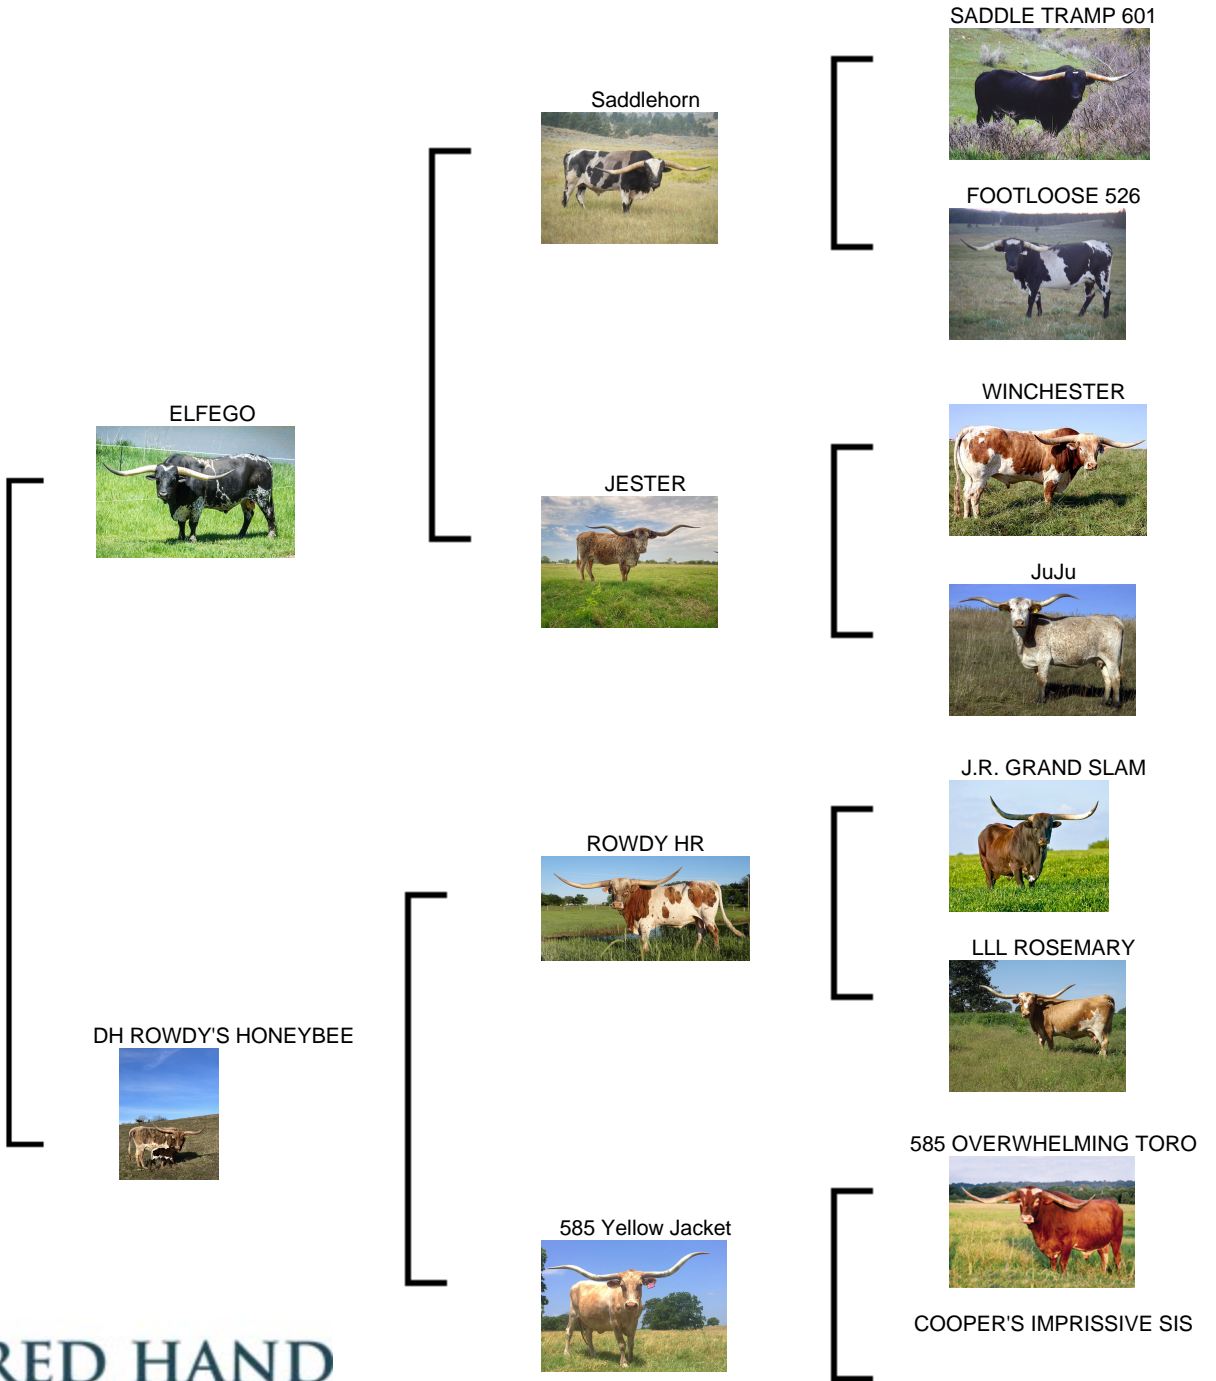 SADDLE TRAMP 601
Saddlehorn
FOOTLOOSE 526
WINCHESTER
ELFEGO
JESTER
JuJu
J.R. GRAND SLAM
ROWDY HR
LLL ROSEMARY
DH ROWDY'S HONEYBEE
585 OVERWHELMING TORO
585 Yellow Jacket
COOPER'S IMPRISSIVE SIS
RED HAND